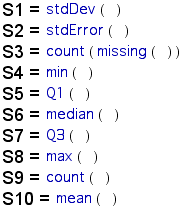 S1 = stdDev ( )
S2 = stdError ( )
S3 = count ( missing ( ) )
S4 = min ( )
S5 = Q1 ( )
S6 = median ( )
S7 = Q3 ( )
S8 = max ( )
S9 = count ( )
S10 = mean ( )